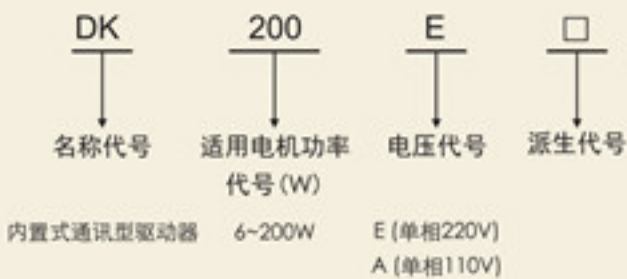 DK 200 E □
名称代号 适用电机功率 电压代号 派生代号
代号(W)
内置式通讯型驱动器 6~200W E (单相220V)
A (单相110V)